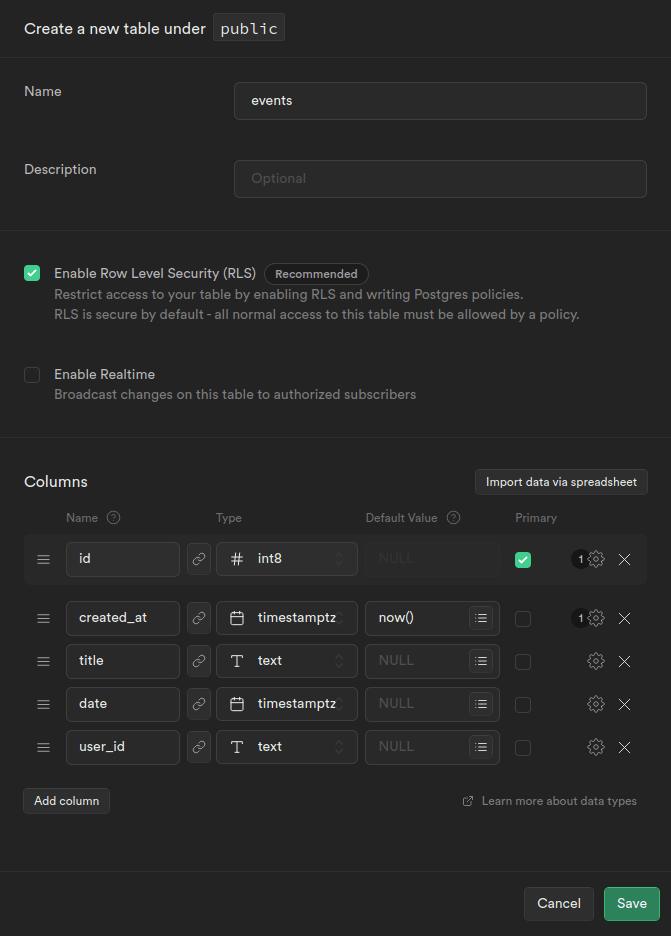 Create a new table under public
Name
events
Description
Optional
Enable Row Level Security (RLS) Recommended
Restrict access to your table by enabling RLS and writing Postgres policies.
RLS is secure by default - all normal access to this table must be allowed by a policy.
Enable Realtime
Broadcast changes on this table to authorized subscribers
Columns
Import data via spreadsheet
Name ? Type Default Value ? Primary
id # int8 NULL 1
created_at timestamptz now() 1
title T text NULL
date timestamptz NULL
user_id T text NULL
Add column
Learn more about data types
Cancel Save